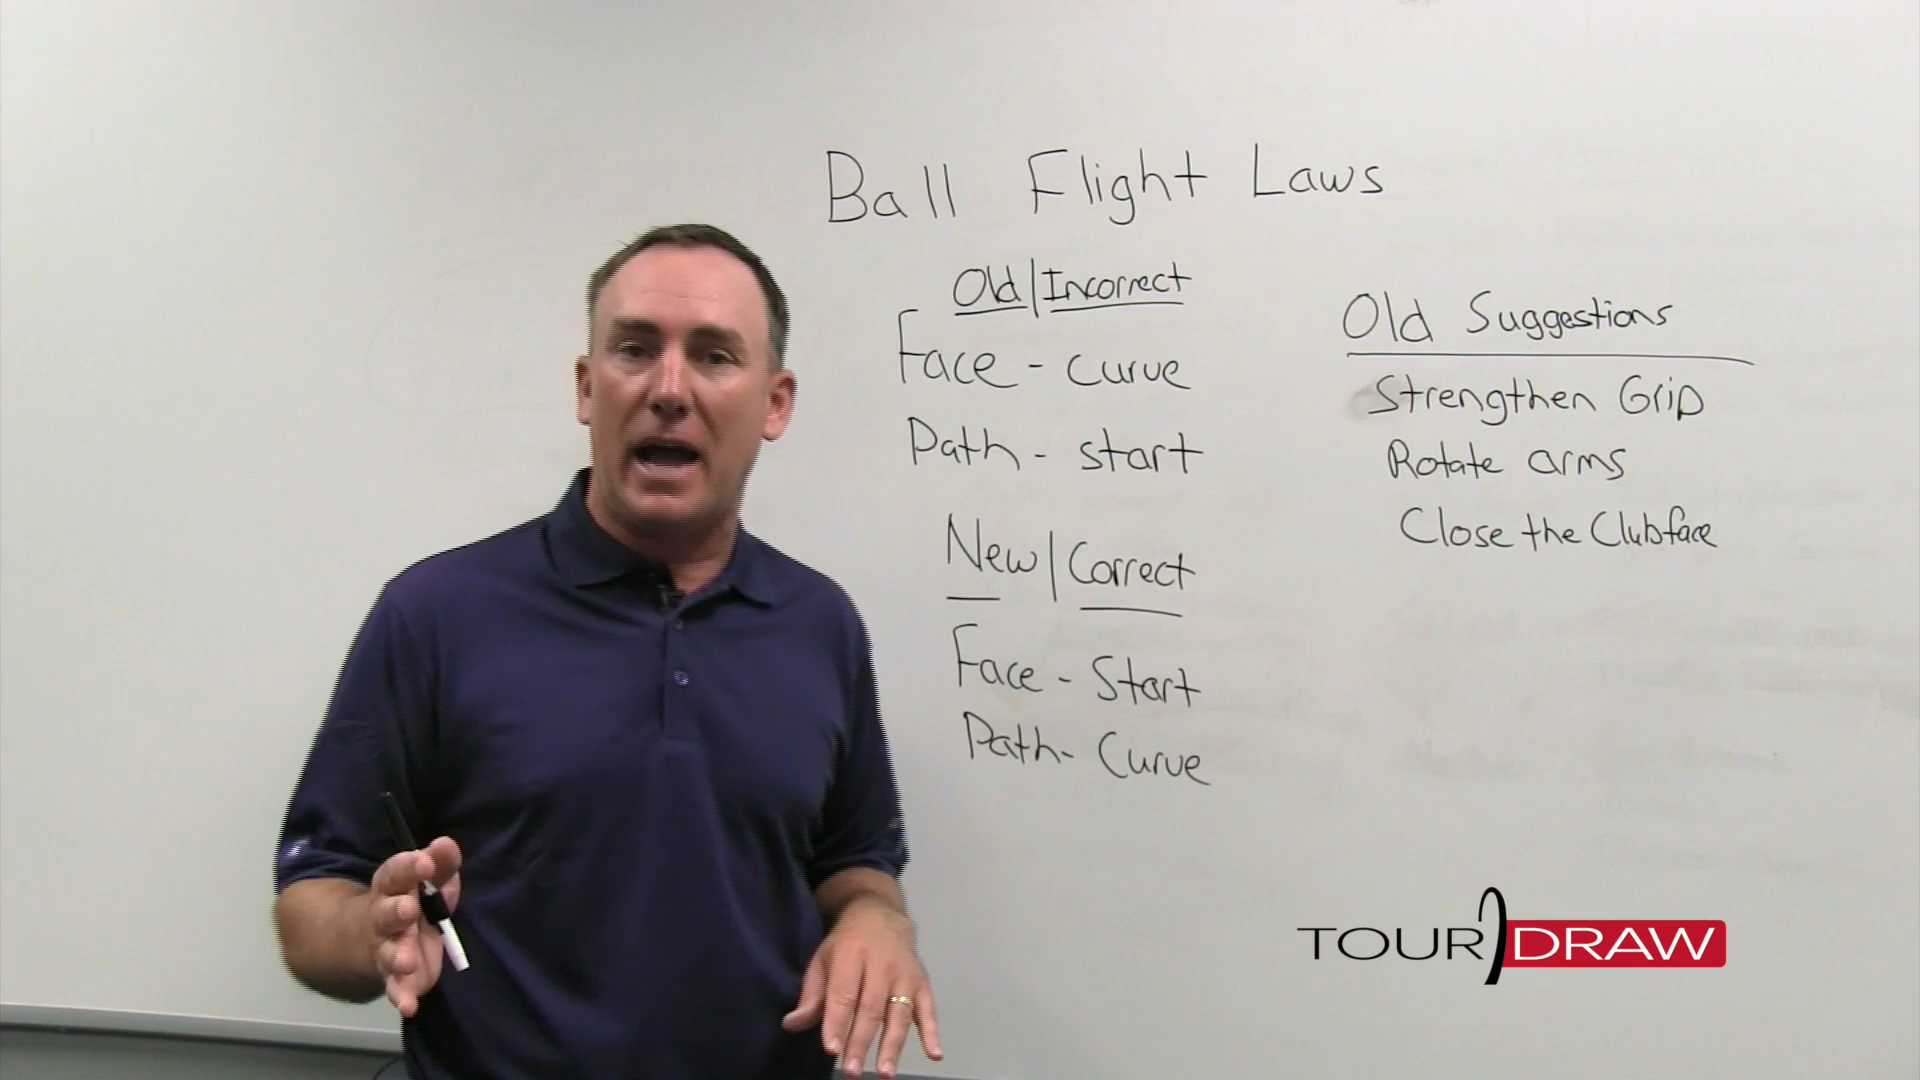 Ball Flight Laws
Old/Incorrect
Face - curve
Path - start
New/Correct
Face - Start
Path - Curve
Old Suggestions
Strengthen Grip
Rotate arms
Close the Clubface
TOUR DRAW